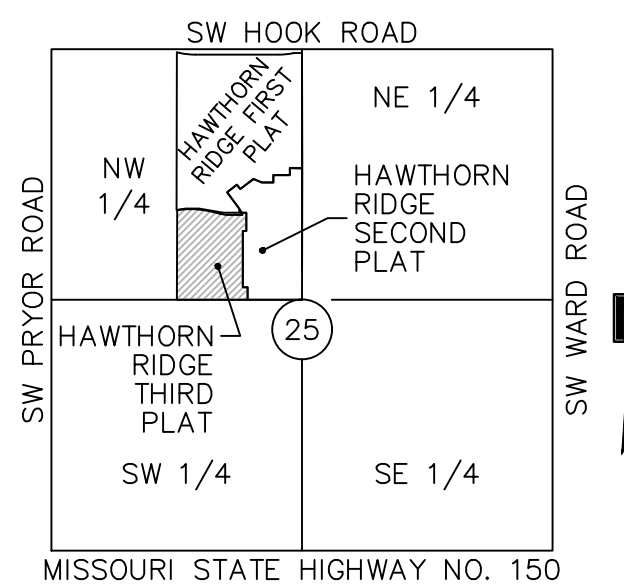 SW HOOK ROAD
HAWTHORN
RIDGE FIRST
PLAT
NE 1/4
NW
1/4
HAWTHORN
RIDGE
SECOND
PLAT
SW PRYOR ROAD
SW WARD ROAD
25
HAWTHORN
RIDGE
THIRD
PLAT
SW 1/4
SE 1/4
MISSOURI STATE HIGHWAY NO. 150